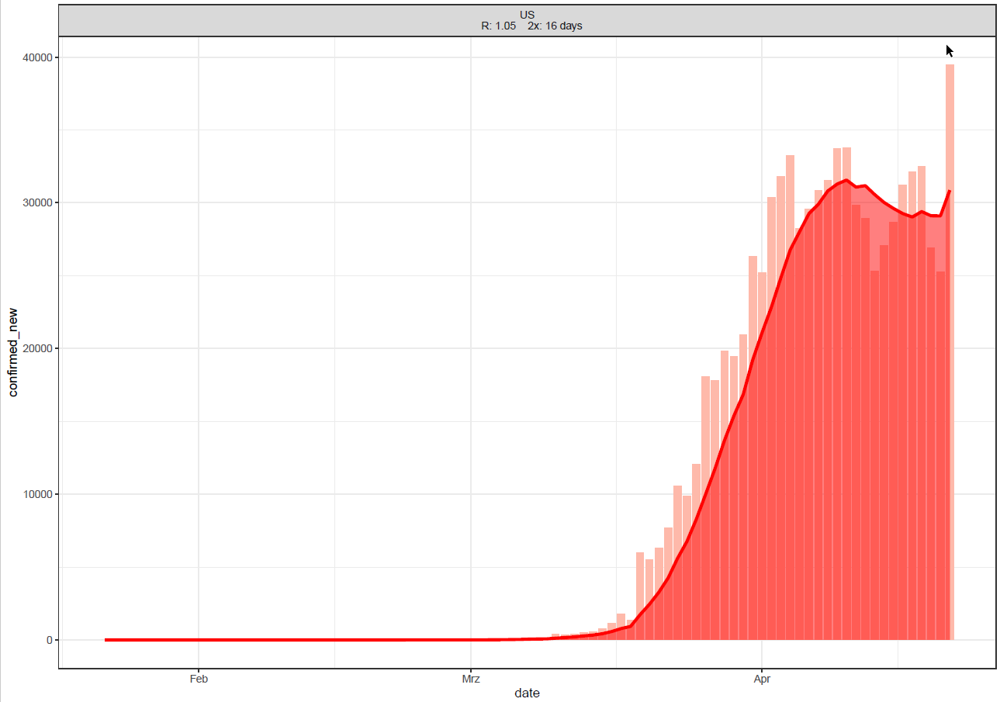 US
R: 1.05 2x: 16 days
40000
30000
20000
10000
0
confirmed_new
Feb
Mrz
Apr
date